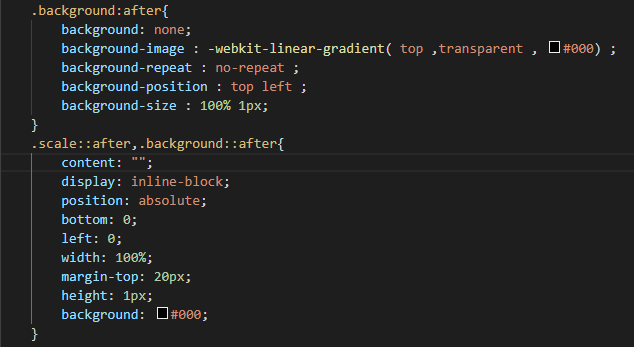 .background:after{
background: none;
background-image : -webkit-linear-gradient( top ,transparent , #000) ;
background-repeat : no-repeat ;
background-position : top left ;
background-size : 100% 1px;
}
.scale::after,.background::after{
content: "";
display: inline-block;
position: absolute;
bottom: 0;
left: 0;
width: 100%;
margin-top: 20px;
height: 1px;
background: #000;
}